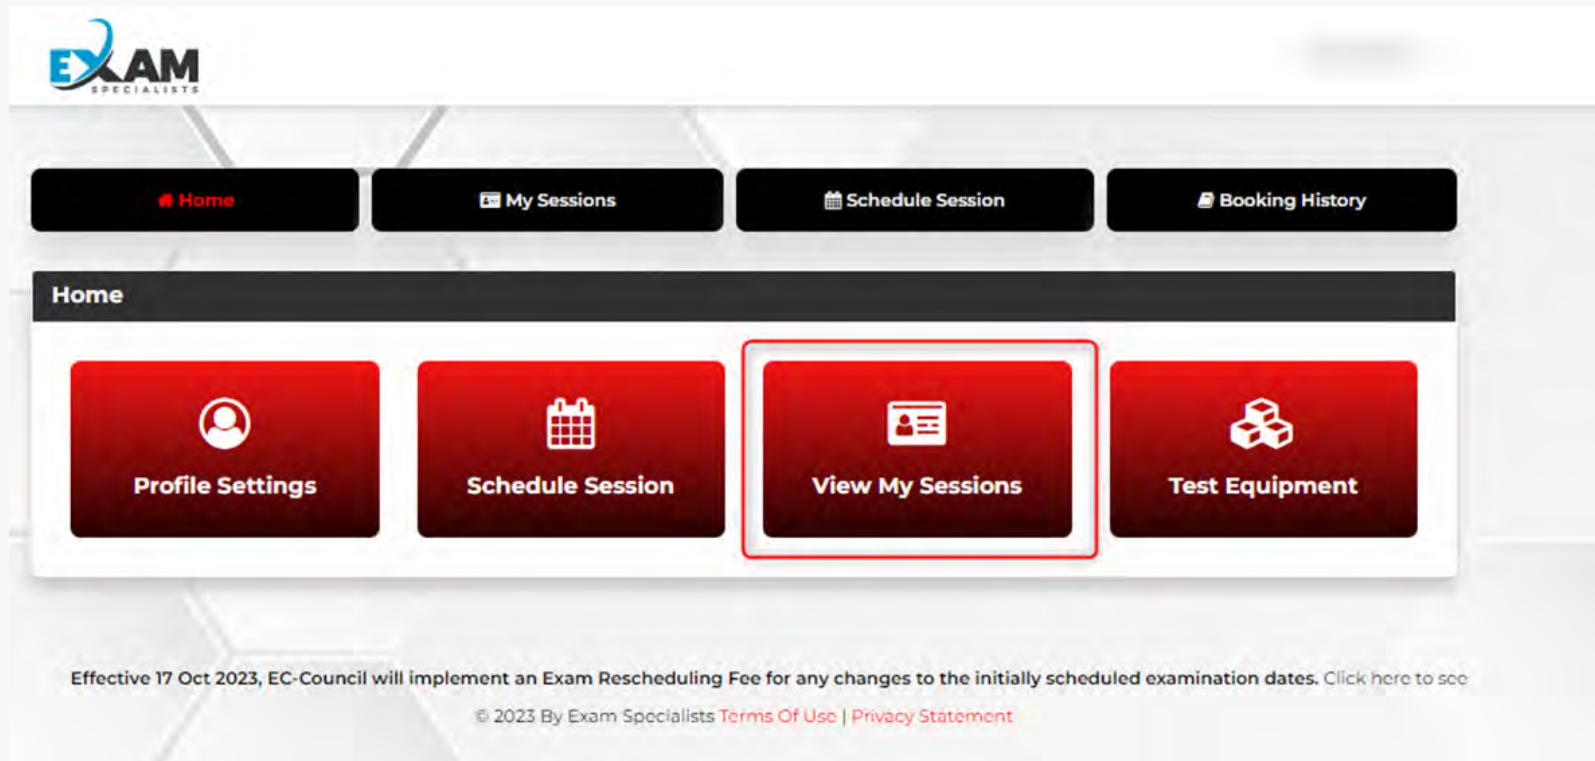 EXAM
SPECIALISTS
Home
My Sessions
Schedule Session
Booking History
Home
Profile Settings
Schedule Session
View My Sessions
Test Equipment
Effective 17 Oct 2023, EC-Council will implement an Exam Rescheduling Fee for any changes to the initially scheduled examination dates. Click here to see
© 2023 By Exam Specialists Terms Of Use | Privacy Statement